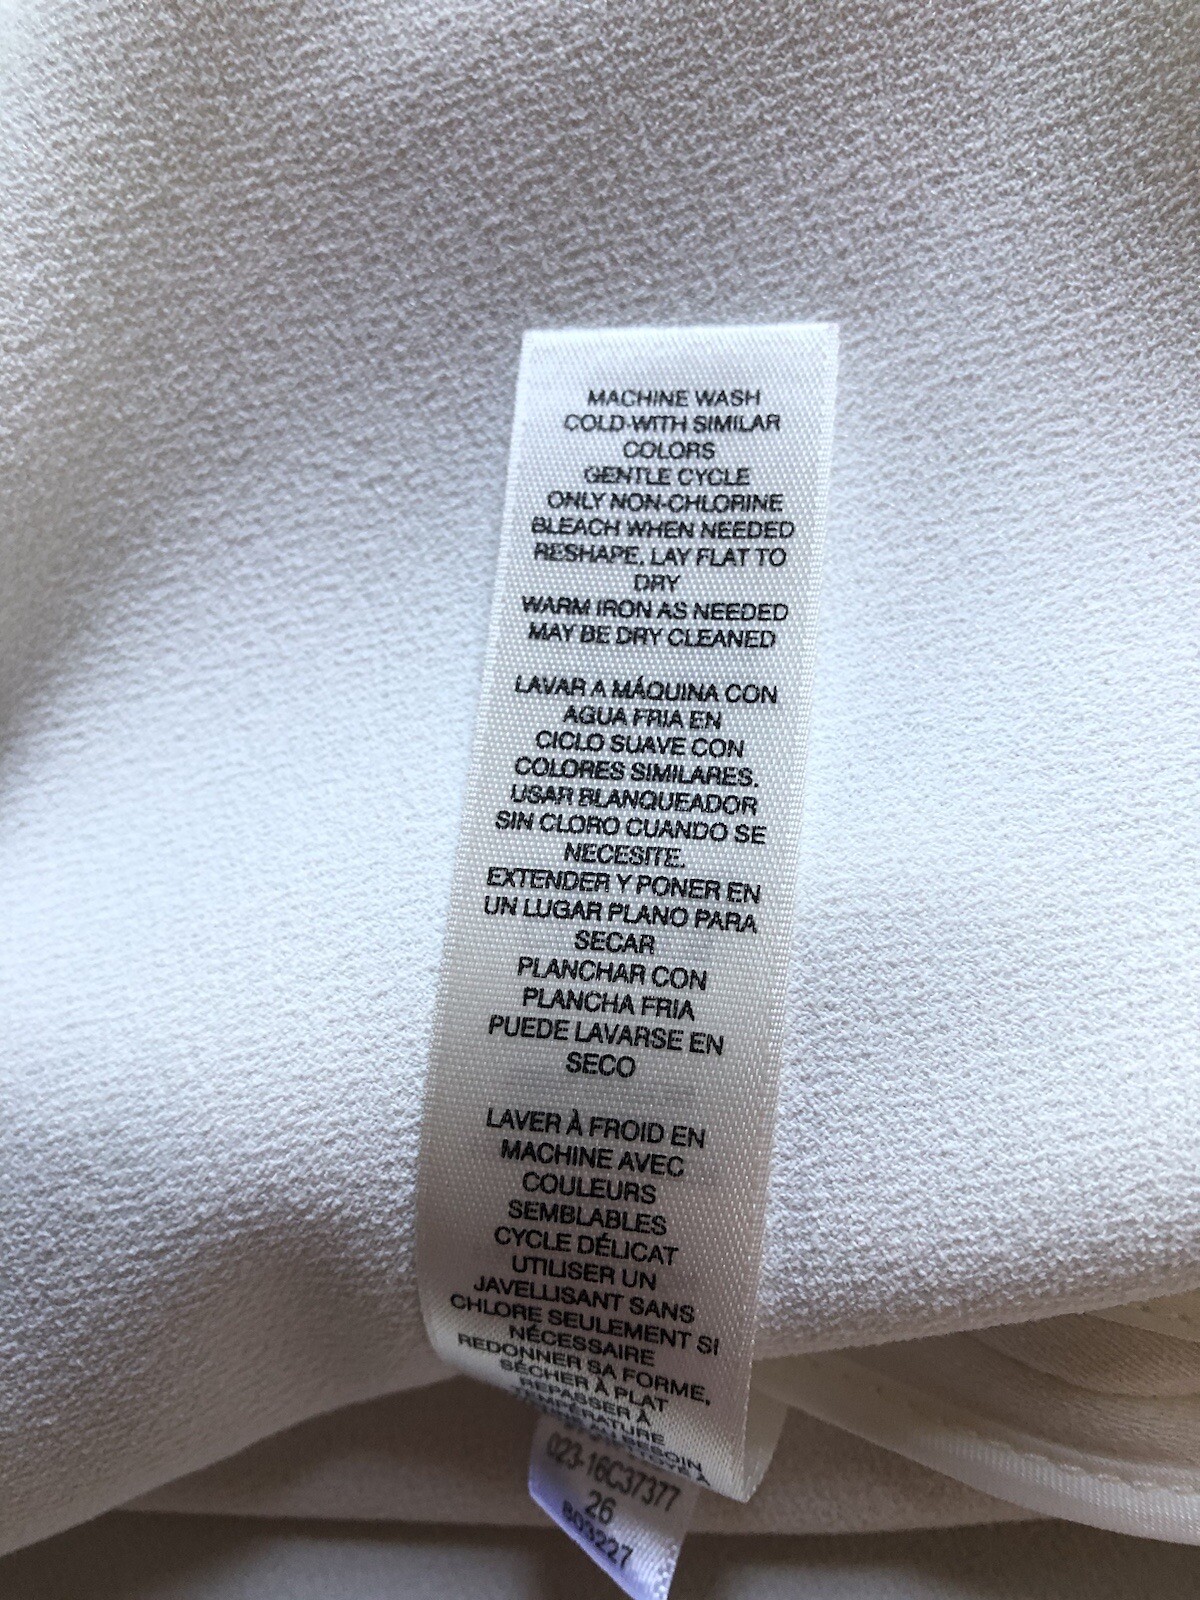 MACHINE WASH
COLD-WITH SIMILAR
COLORS
GENTLE CYCLE
ONLY NON-CHLORINE
BLEACH WHEN NEEDED
RESHAPE, LAY FLAT TO
DRY
WARM IRON AS NEEDED
MAY BE DRY CLEANED
LAVAR A MÁQUINA CON
AGUA FRIA EN
CICLO SUAVE CON
COLORES SIMILARES.
USAR BLANQUEADOR
SIN CLORO CUANDO SE
NECESITE.
EXTENDER Y PONER EN
UN LUGAR PLANO PARA
SECAR
PLANCHAR CON
PLANCHA FRIA
PUEDE LAVARSE EN
SECO
LAVER À FROID EN
MACHINE AVEC
COULEURS
SEMBLABLES
CYCLE DÉLICAT
UTILISER UN
JAVELLISANT SANS
CHLORE SEULEMENT SI
NÉCESSAIRE
REDONNER SA FORME,
SÉCHER À PLAT
REPASSER À
TEMPÉRATURE
BESOIN
À
023-16C37377
26
803227